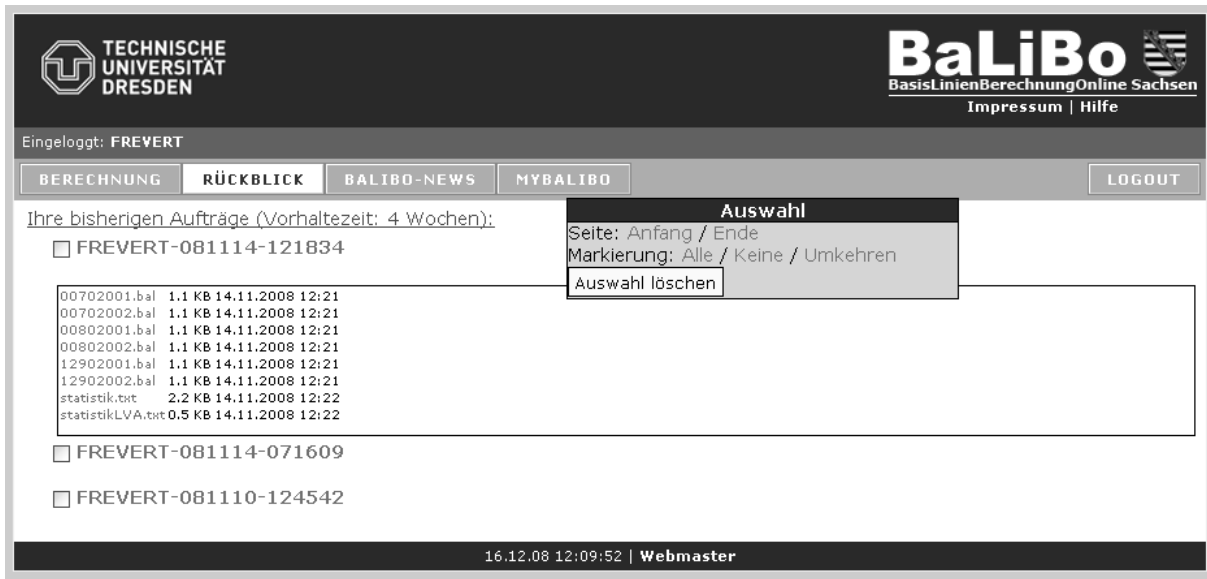 TECHNISCHE
UNIVERSITÄT
DRESDEN
BaLiBo
BasisLinienBerechnungOnline Sachsen
Impressum | Hilfe
Eingeloggt: FREVERT
BERECHNUNG RÜCKBLICK BALIBO-NEWS MYBALIBO LOGOUT
Ihre bisherigen Aufträge (Vorhaltezeit: 4 Wochen):
Auswahl
Seite: Anfang / Ende
Markierung: Alle / Keine / Umkehren
Auswahl löschen
FREVERT-081114-121834
00702001.bal 1.1 KB 14.11.2008 12:21
00702002.bal 1.1 KB 14.11.2008 12:21
00802001.bal 1.1 KB 14.11.2008 12:21
00802002.bal 1.1 KB 14.11.2008 12:21
12902001.bal 1.1 KB 14.11.2008 12:21
12902002.bal 1.1 KB 14.11.2008 12:21
statistik.txt 2.2 KB 14.11.2008 12:22
statistikLVA.txt 0.5 KB 14.11.2008 12:22
FREVERT-081114-071609
FREVERT-081110-124542
16.12.08 12:09:52 | Webmaster